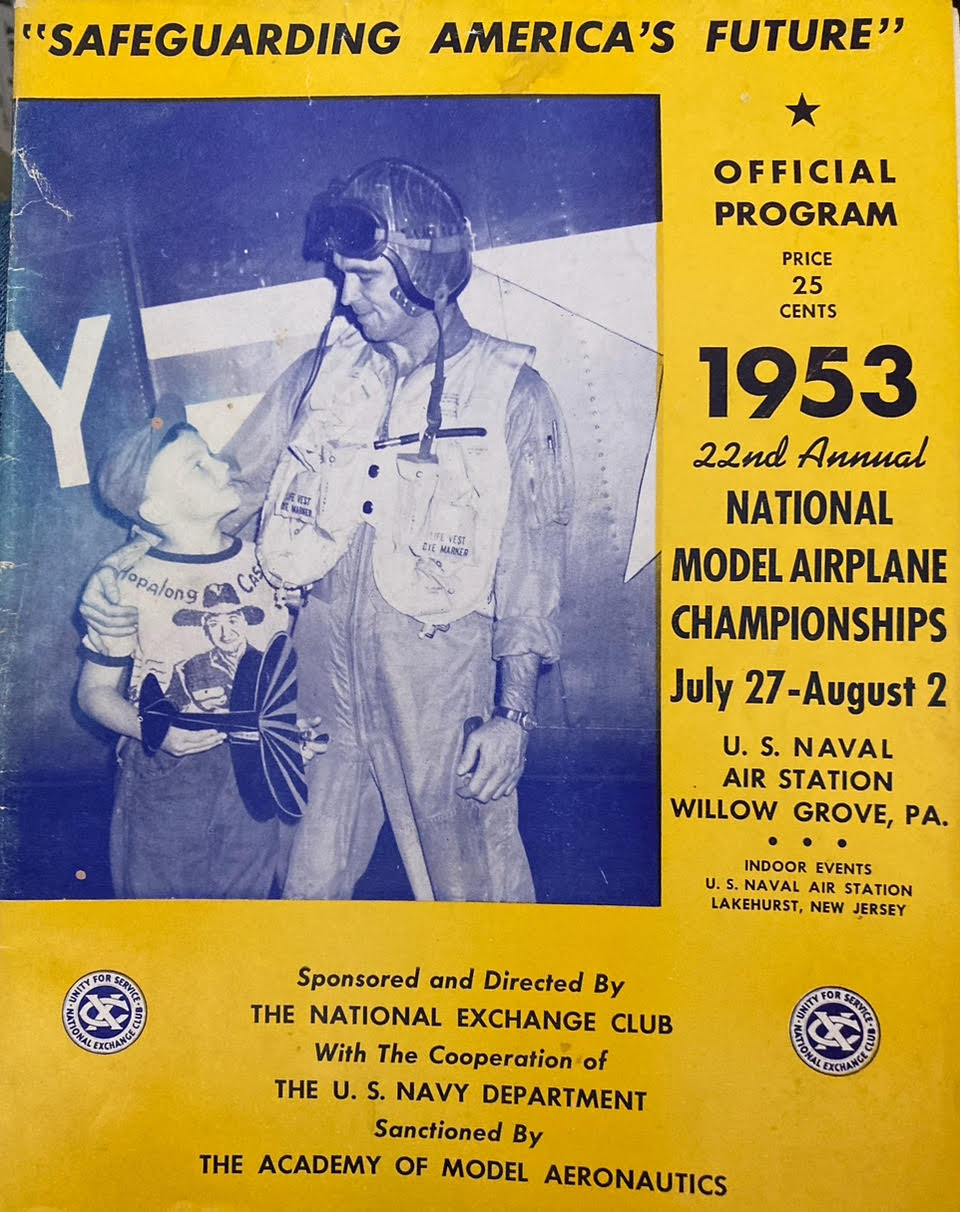 "SAFEGUARDING AMERICA'S FUTURE"
OFFICIAL
PROGRAM
PRICE
25
CENTS
1953
22nd Annual
NATIONAL
MODEL AIRPLANE
CHAMPIONSHIPS
July 27-August 2
U. S. NAVAL
AIR STATION
WILLOW GROVE, PA.
INDOOR EVENTS
U. S. NAVAL AIR STATION
LAKEHURST, NEW JERSEY
Y
LIFE VEST
DYE MARKER
LIFE VEST
DYE MARKER
Hopalong
Sponsored and Directed By
THE NATIONAL EXCHANGE CLUB
With The Cooperation of
THE U. S. NAVY DEPARTMENT
Sanctioned By
THE ACADEMY OF MODEL AERONAUTICS
UNITY FOR SERVICE
NATIONAL EXCHANGE CLUB
UNITY FOR SERVICE
NATIONAL EXCHANGE CLUB